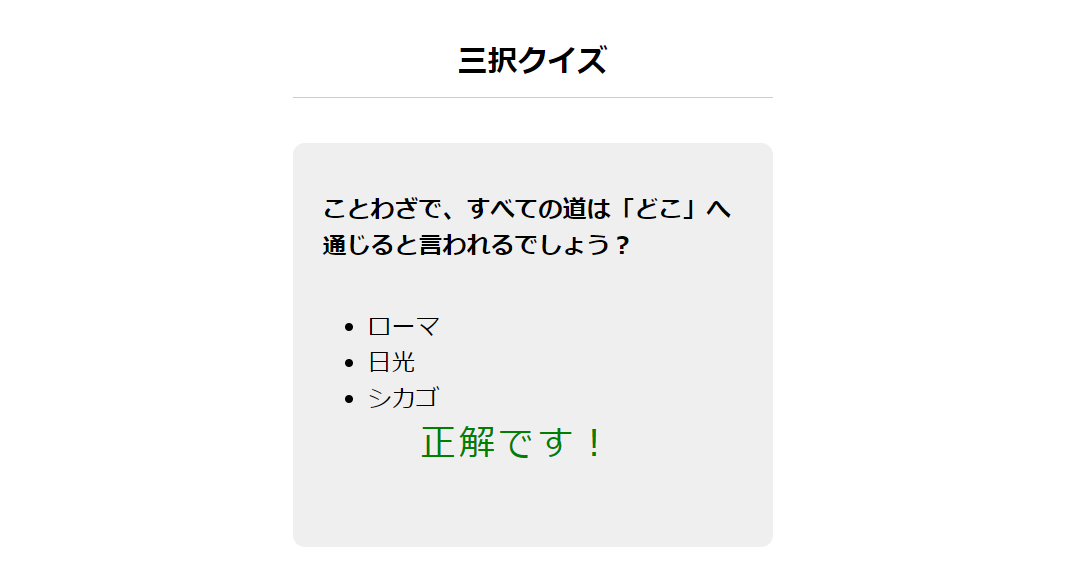 三択クイズ
ことわざで、すべての道は「どこ」へ
通じると言われるでしょう？
ローマ
日光
シカゴ
正解です！